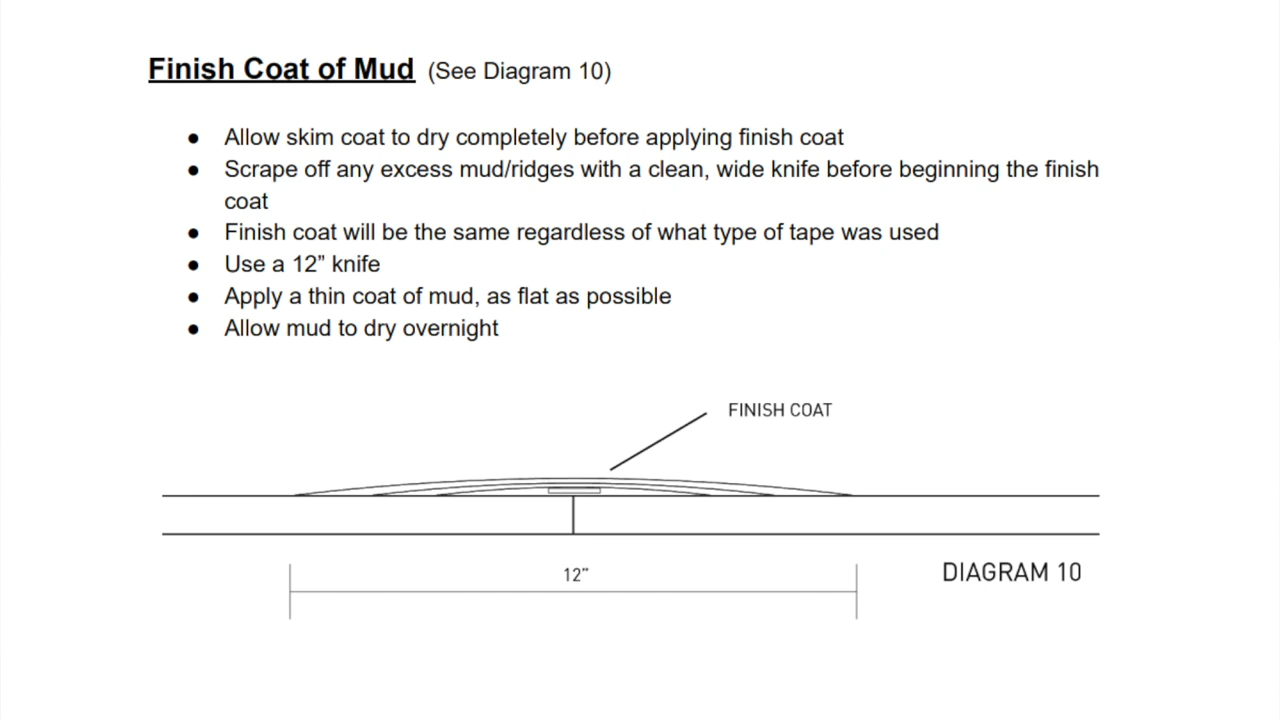 Finish Coat of Mud (See Diagram 10)
● Allow skim coat to dry completely before applying finish coat
● Scrape off any excess mud/ridges with a clean, wide knife before beginning the finish
coat
● Finish coat will be the same regardless of what type of tape was used
● Use a 12” knife
● Apply a thin coat of mud, as flat as possible
● Allow mud to dry overnight
FINISH COAT
12”
DIAGRAM 10